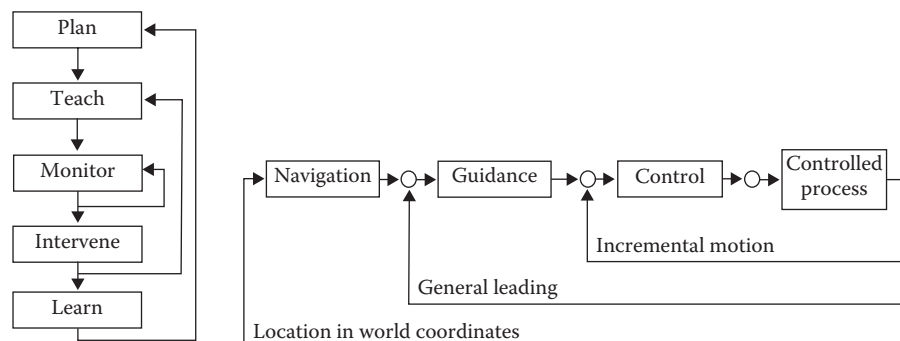 Plan
Teach
Monitor
Intervene
Learn
Navigation
Guidance
Control
Controlled
process
Incremental motion
General leading
Location in world coordinates